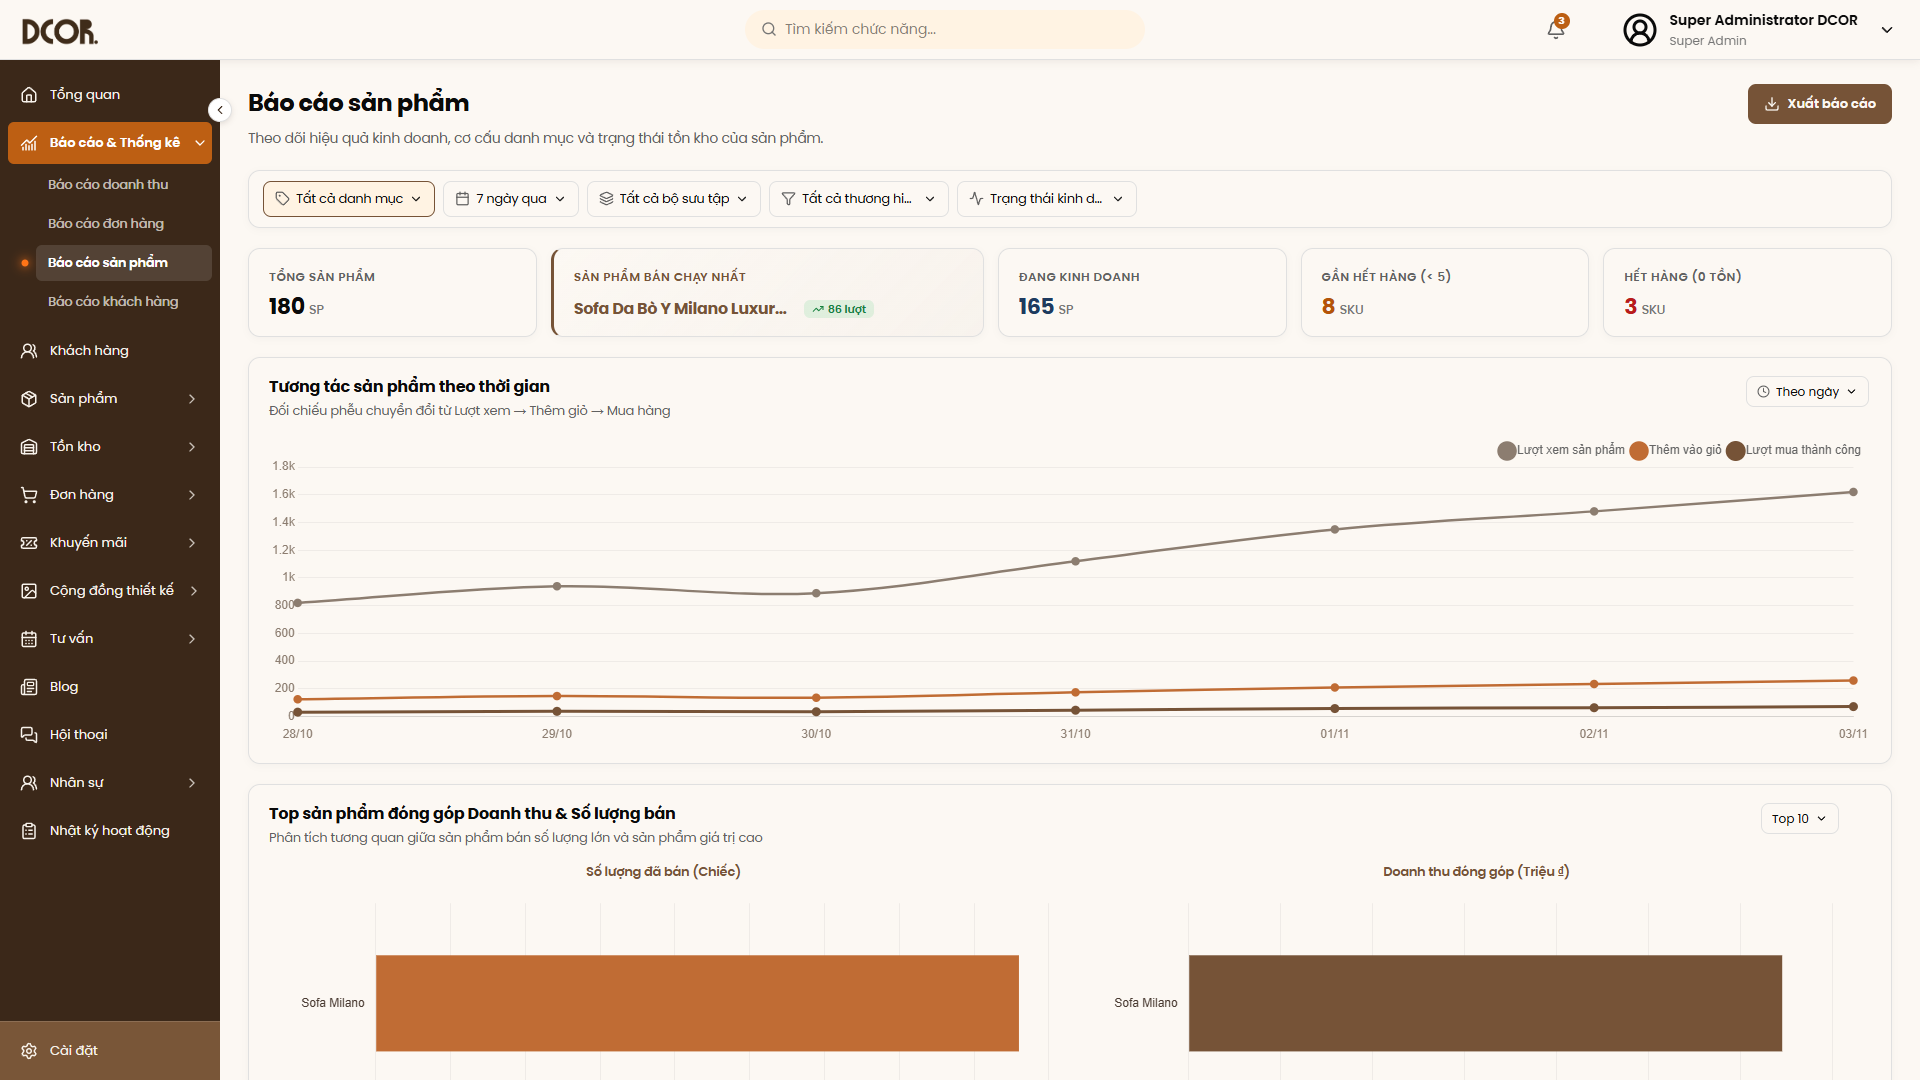 DCOR.
Tìm kiếm chức năng...
3
Super Administrator DCOR
Super Admin
Tổng quan
Báo cáo & Thống kê
Báo cáo doanh thu
Báo cáo đơn hàng
Báo cáo sản phẩm
Báo cáo khách hàng
Khách hàng
Sản phẩm
Tồn kho
Đơn hàng
Khuyến mãi
Cộng đồng thiết kế
Tư vấn
Blog
Hội thoại
Nhân sự
Nhật ký hoạt động
Cài đặt
Báo cáo sản phẩm
Theo dõi hiệu quả kinh doanh, cơ cấu danh mục và trạng thái tồn kho của sản phẩm.
Xuất báo cáo
Tất cả danh mục
7 ngày qua
Tất cả bộ sưu tập
Tất cả thương hi...
Trạng thái kinh d...
TỔNG SẢN PHẨM
180 SP
SẢN PHẨM BÁN CHẠY NHẤT
Sofa Da Bò Ý Milano Luxur...
86 lượt
ĐANG KINH DOANH
165 SP
GẦN HẾT HÀNG (< 5)
8 SKU
HẾT HÀNG (0 TỒN)
3 SKU
Tương tác sản phẩm theo thời gian
Đối chiếu phễu chuyển đổi từ Lượt xem → Thêm giỏ → Mua hàng
Theo ngày
Lượt xem sản phẩm
Thêm vào giỏ
Lượt mua thành công
1.8k
1.6k
1.4k
1.2k
1k
800
600
400
200
0
28/10
29/10
30/10
31/10
01/11
02/11
03/11
Top sản phẩm đóng góp Doanh thu & Số lượng bán
Phân tích tương quan giữa sản phẩm bán số lượng lớn và sản phẩm giá trị cao
Top 10
Số lượng đã bán (Chiếc)
Doanh thu đóng góp (Triệu ₫)
Sofa Milano
Sofa Milano